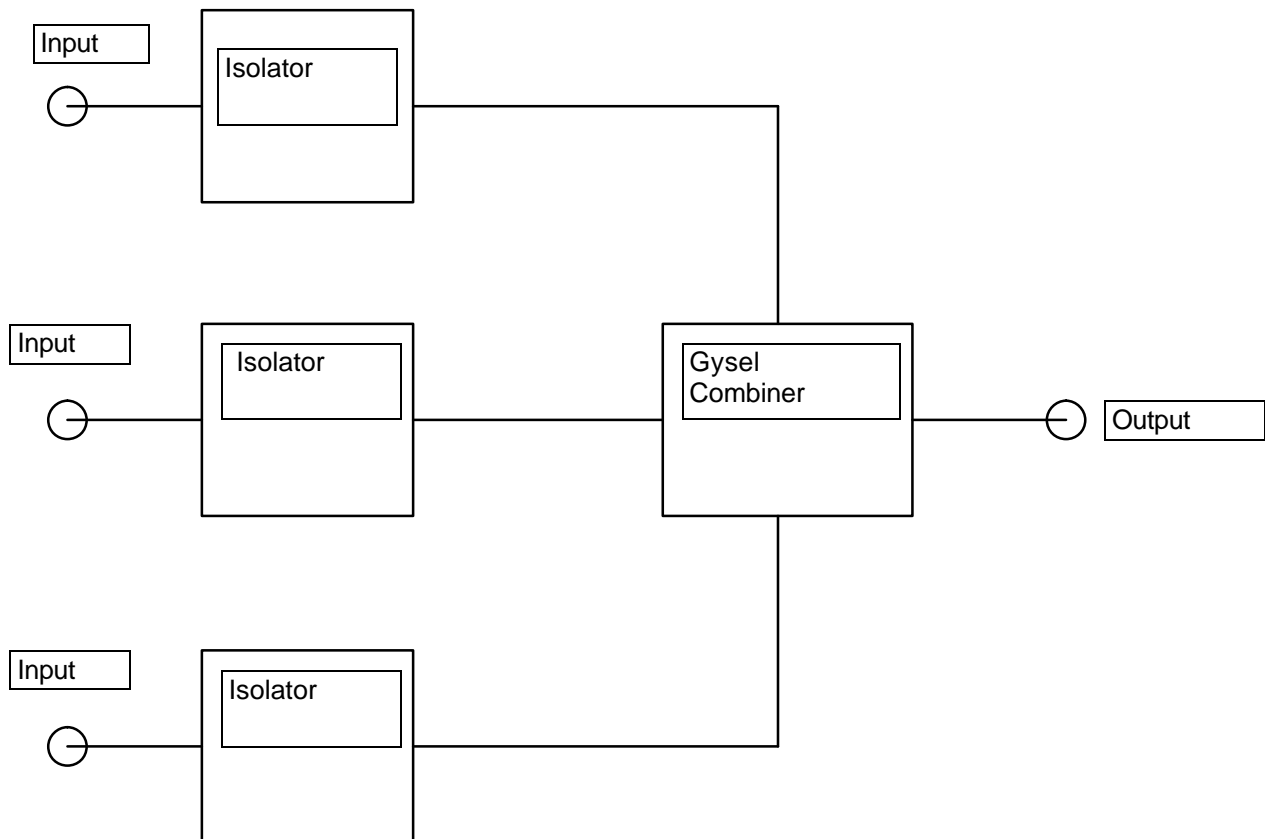 Input
Isolator
Input
Isolator
Gysel
Combiner
Output
Input
Isolator